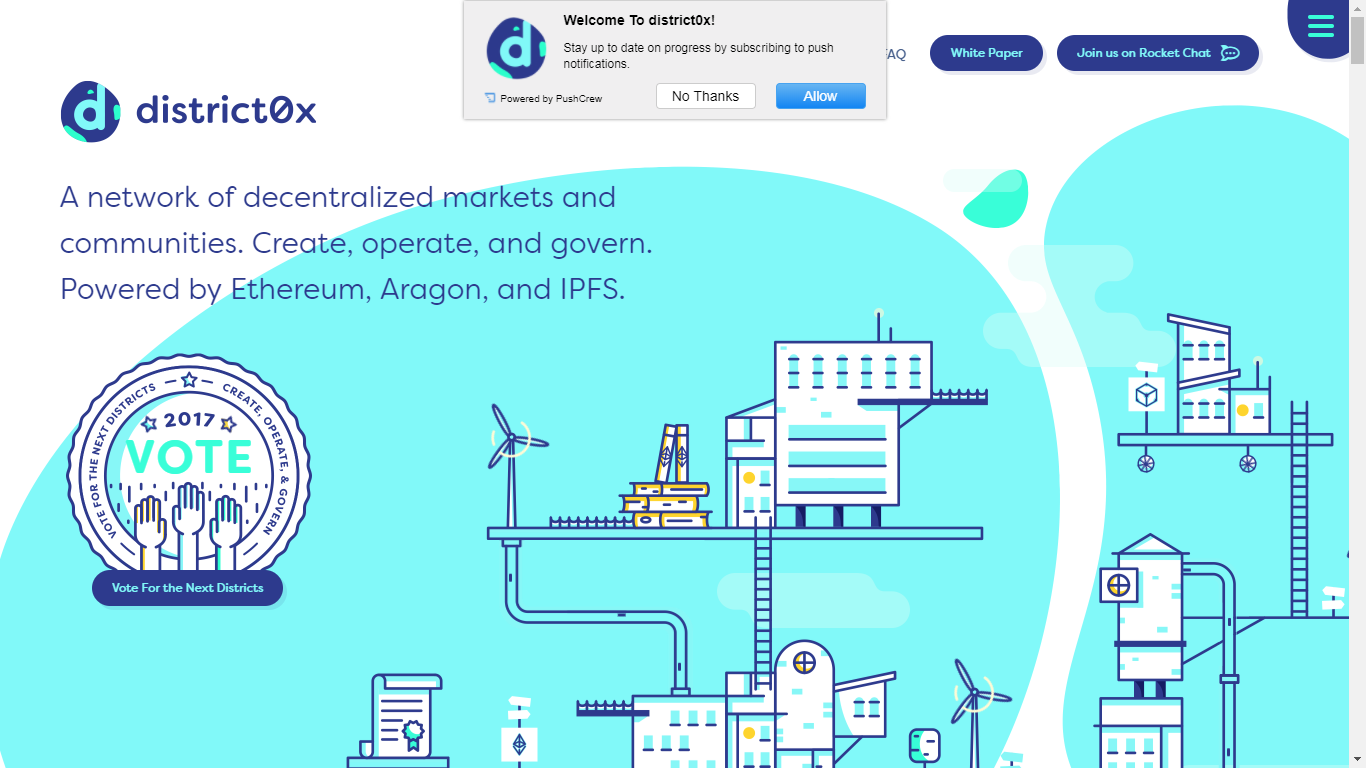 Welcome To district0x!
Stay up to date on progress by subscribing to push
notifications.
Powered by PushCrew
No Thanks
Allow
White Paper
Join us on Rocket Chat
district0x
A network of decentralized markets and
communities. Create, operate, and govern.
Powered by Ethereum, Aragon, and IPFS.
VOTE FOR THE NEXT DISTRICTS
CREATE, OPERATE, & GOVERN
2017
VOTE
Vote For the Next Districts